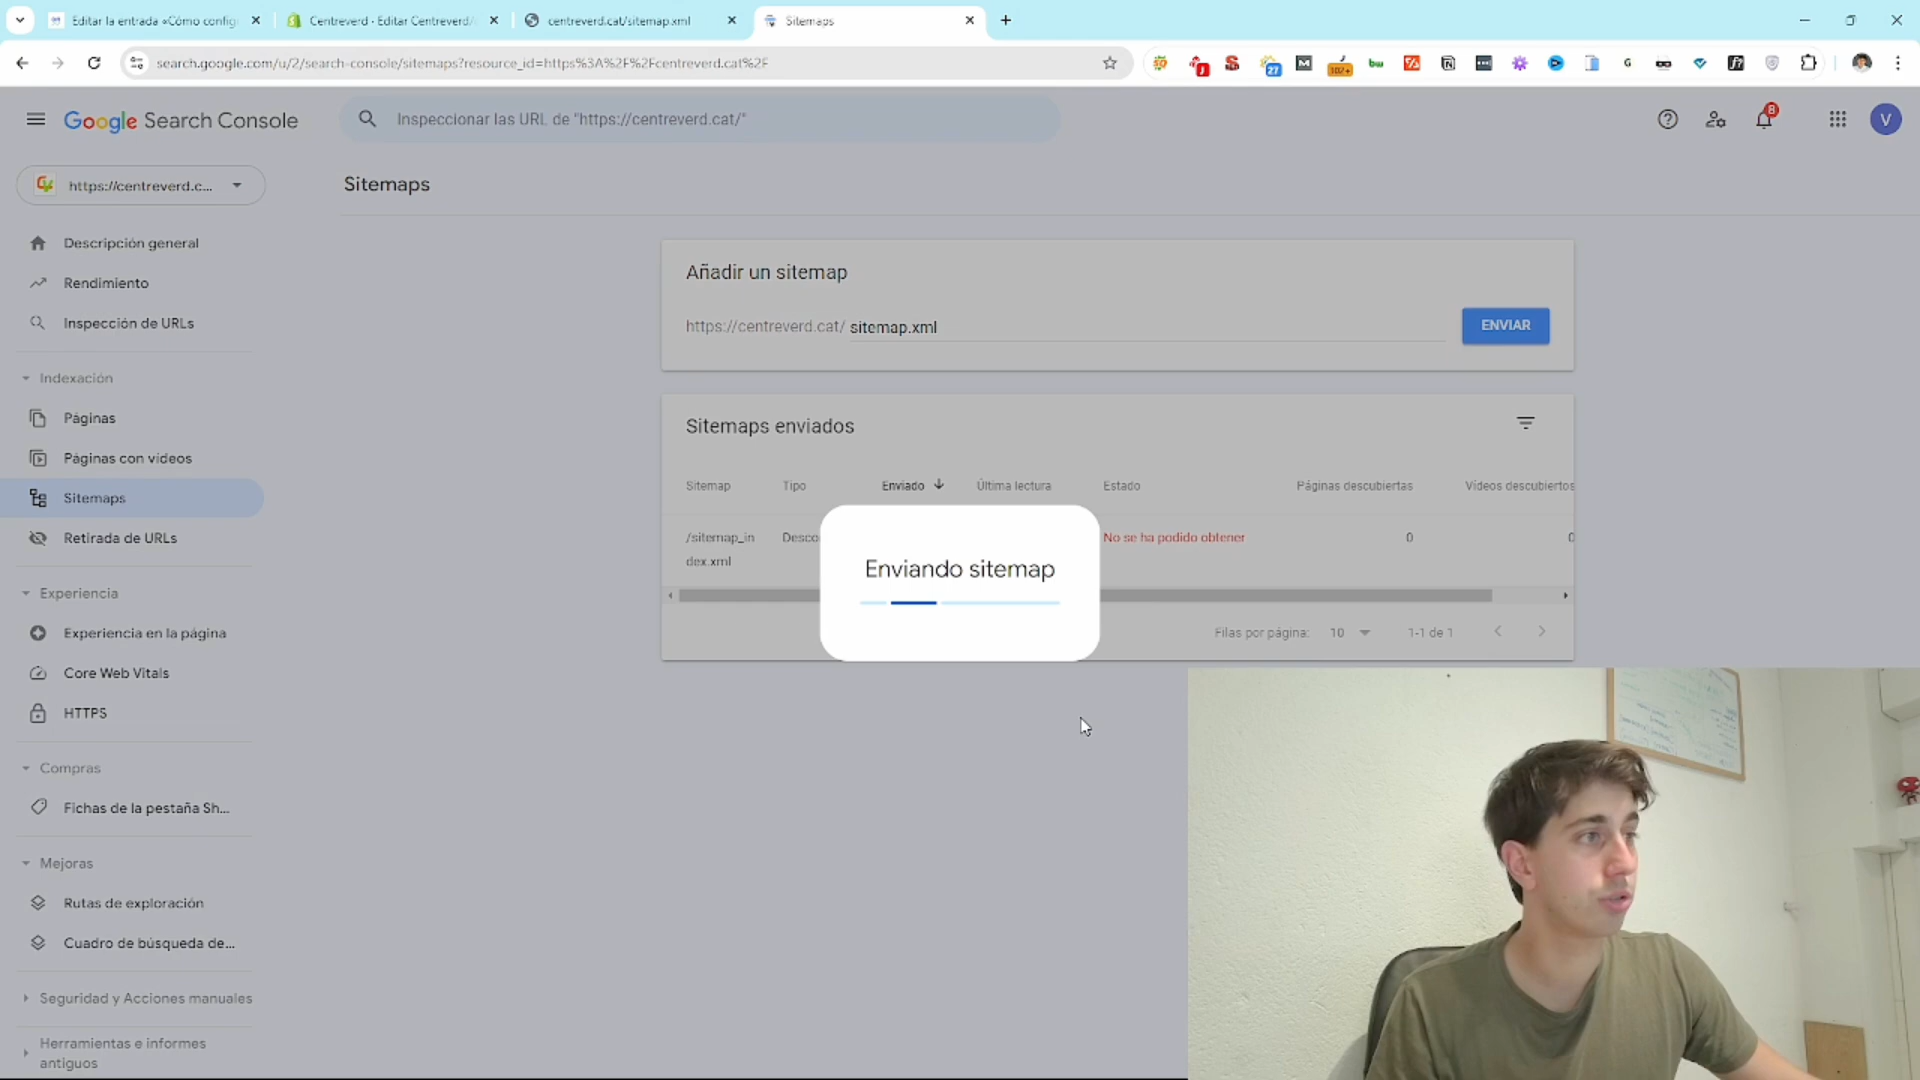 Editar la entrada «Cómo config
Centreverd · Editar Centreverd/
centreverd.cat/sitemap.xml
Sitemaps
search.google.com/u/2/search-console/sitemaps?resource_id=https%3A%2F%2Fcentreverd.cat%2F
Google Search Console
Inspeccionar las URL de "https://centreverd.cat/"
8
V
https://centreverd.c...
Sitemaps
Descripción general
Rendimiento
Inspección de URLs
Indexación
Páginas
Páginas con vídeos
Sitemaps
Retirada de URLs
Experiencia
Experiencia en la página
Core Web Vitals
HTTPS
Compras
Fichas de la pestaña Sh...
Mejoras
Rutas de exploración
Cuadro de búsqueda de...
Seguridad y Acciones manuales
Herramientas e informes
antiguos
Añadir un sitemap
https://centreverd.cat/ sitemap.xml
ENVIAR
Sitemaps enviados
Sitemap Tipo Enviado Última lectura Estado Páginas descubiertas Vídeos descubiertos
/sitemap_in Desco No se ha podido obtener 0 0
dex.xml
Enviando sitemap
Filas por página: 10 1-1 de 1